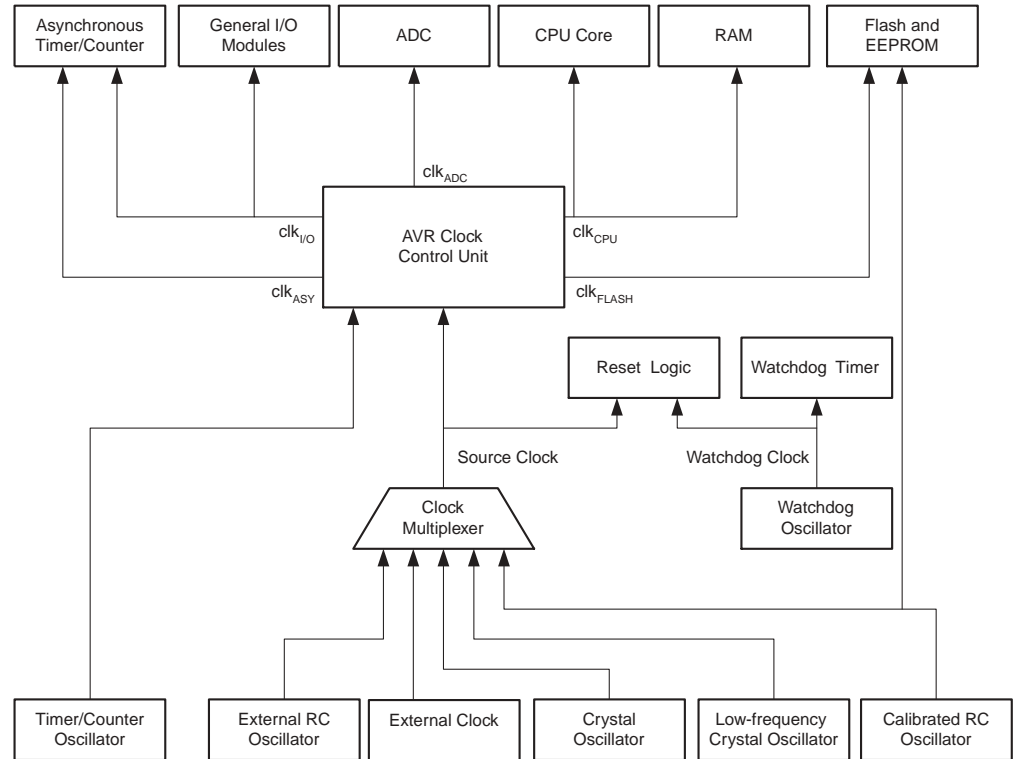 Asynchronous
Timer/Counter
General I/O
Modules
ADC
CPU Core
RAM
Flash and
EEPROM
clkADC
clkI/O
AVR Clock
Control Unit
clkCPU
clkASY
clkFLASH
Reset Logic
Watchdog Timer
Source Clock
Watchdog Clock
Clock
Multiplexer
Watchdog
Oscillator
Timer/Counter
Oscillator
External RC
Oscillator
External Clock
Crystal
Oscillator
Low-frequency
Crystal Oscillator
Calibrated RC
Oscillator